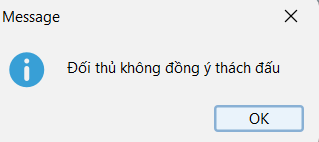 Message
Đối thủ không đồng ý thách đấu
OK